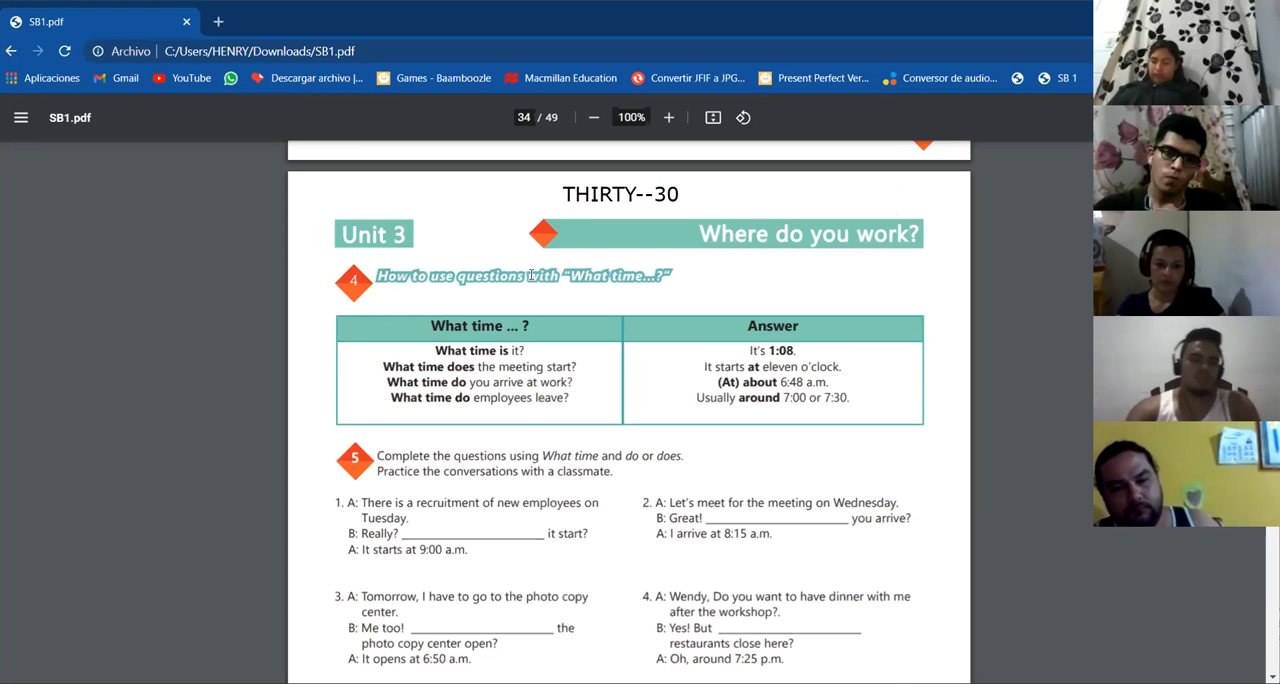 SB1.pdf
Archivo C:/Users/HENRY/Downloads/SB1.pdf
Aplicaciones Gmail YouTube Descargar archivo |... Games - Baamboozle Macmillan Education Convertir JFIF a JPG... Present Perfect Ver... Conversor de audio... SB 1
SB1.pdf 34 / 49 100%
THIRTY--30
Unit 3 Where do you work?
4 How to use questions with “What time...?”
What time ... ? Answer
What time is it? It's 1:08.
What time does the meeting start? It starts at eleven o'clock.
What time do you arrive at work? (At) about 6:48 a.m.
What time do employees leave? Usually around 7:00 or 7:30.
5 Complete the questions using What time and do or does.
Practice the conversations with a classmate.
1. A: There is a recruitment of new employees on
Tuesday.
B: Really? ____________________ it start?
A: It starts at 9:00 a.m.
2. A: Let's meet for the meeting on Wednesday.
B: Great! ____________________ you arrive?
A: I arrive at 8:15 a.m.
3. A: Tomorrow, I have to go to the photo copy
center.
B: Me too! ____________________ the
photo copy center open?
A: It opens at 6:50 a.m.
4. A: Wendy, Do you want to have dinner with me
after the workshop?.
B: Yes! But ____________________
restaurants close here?
A: Oh, around 7:25 p.m.